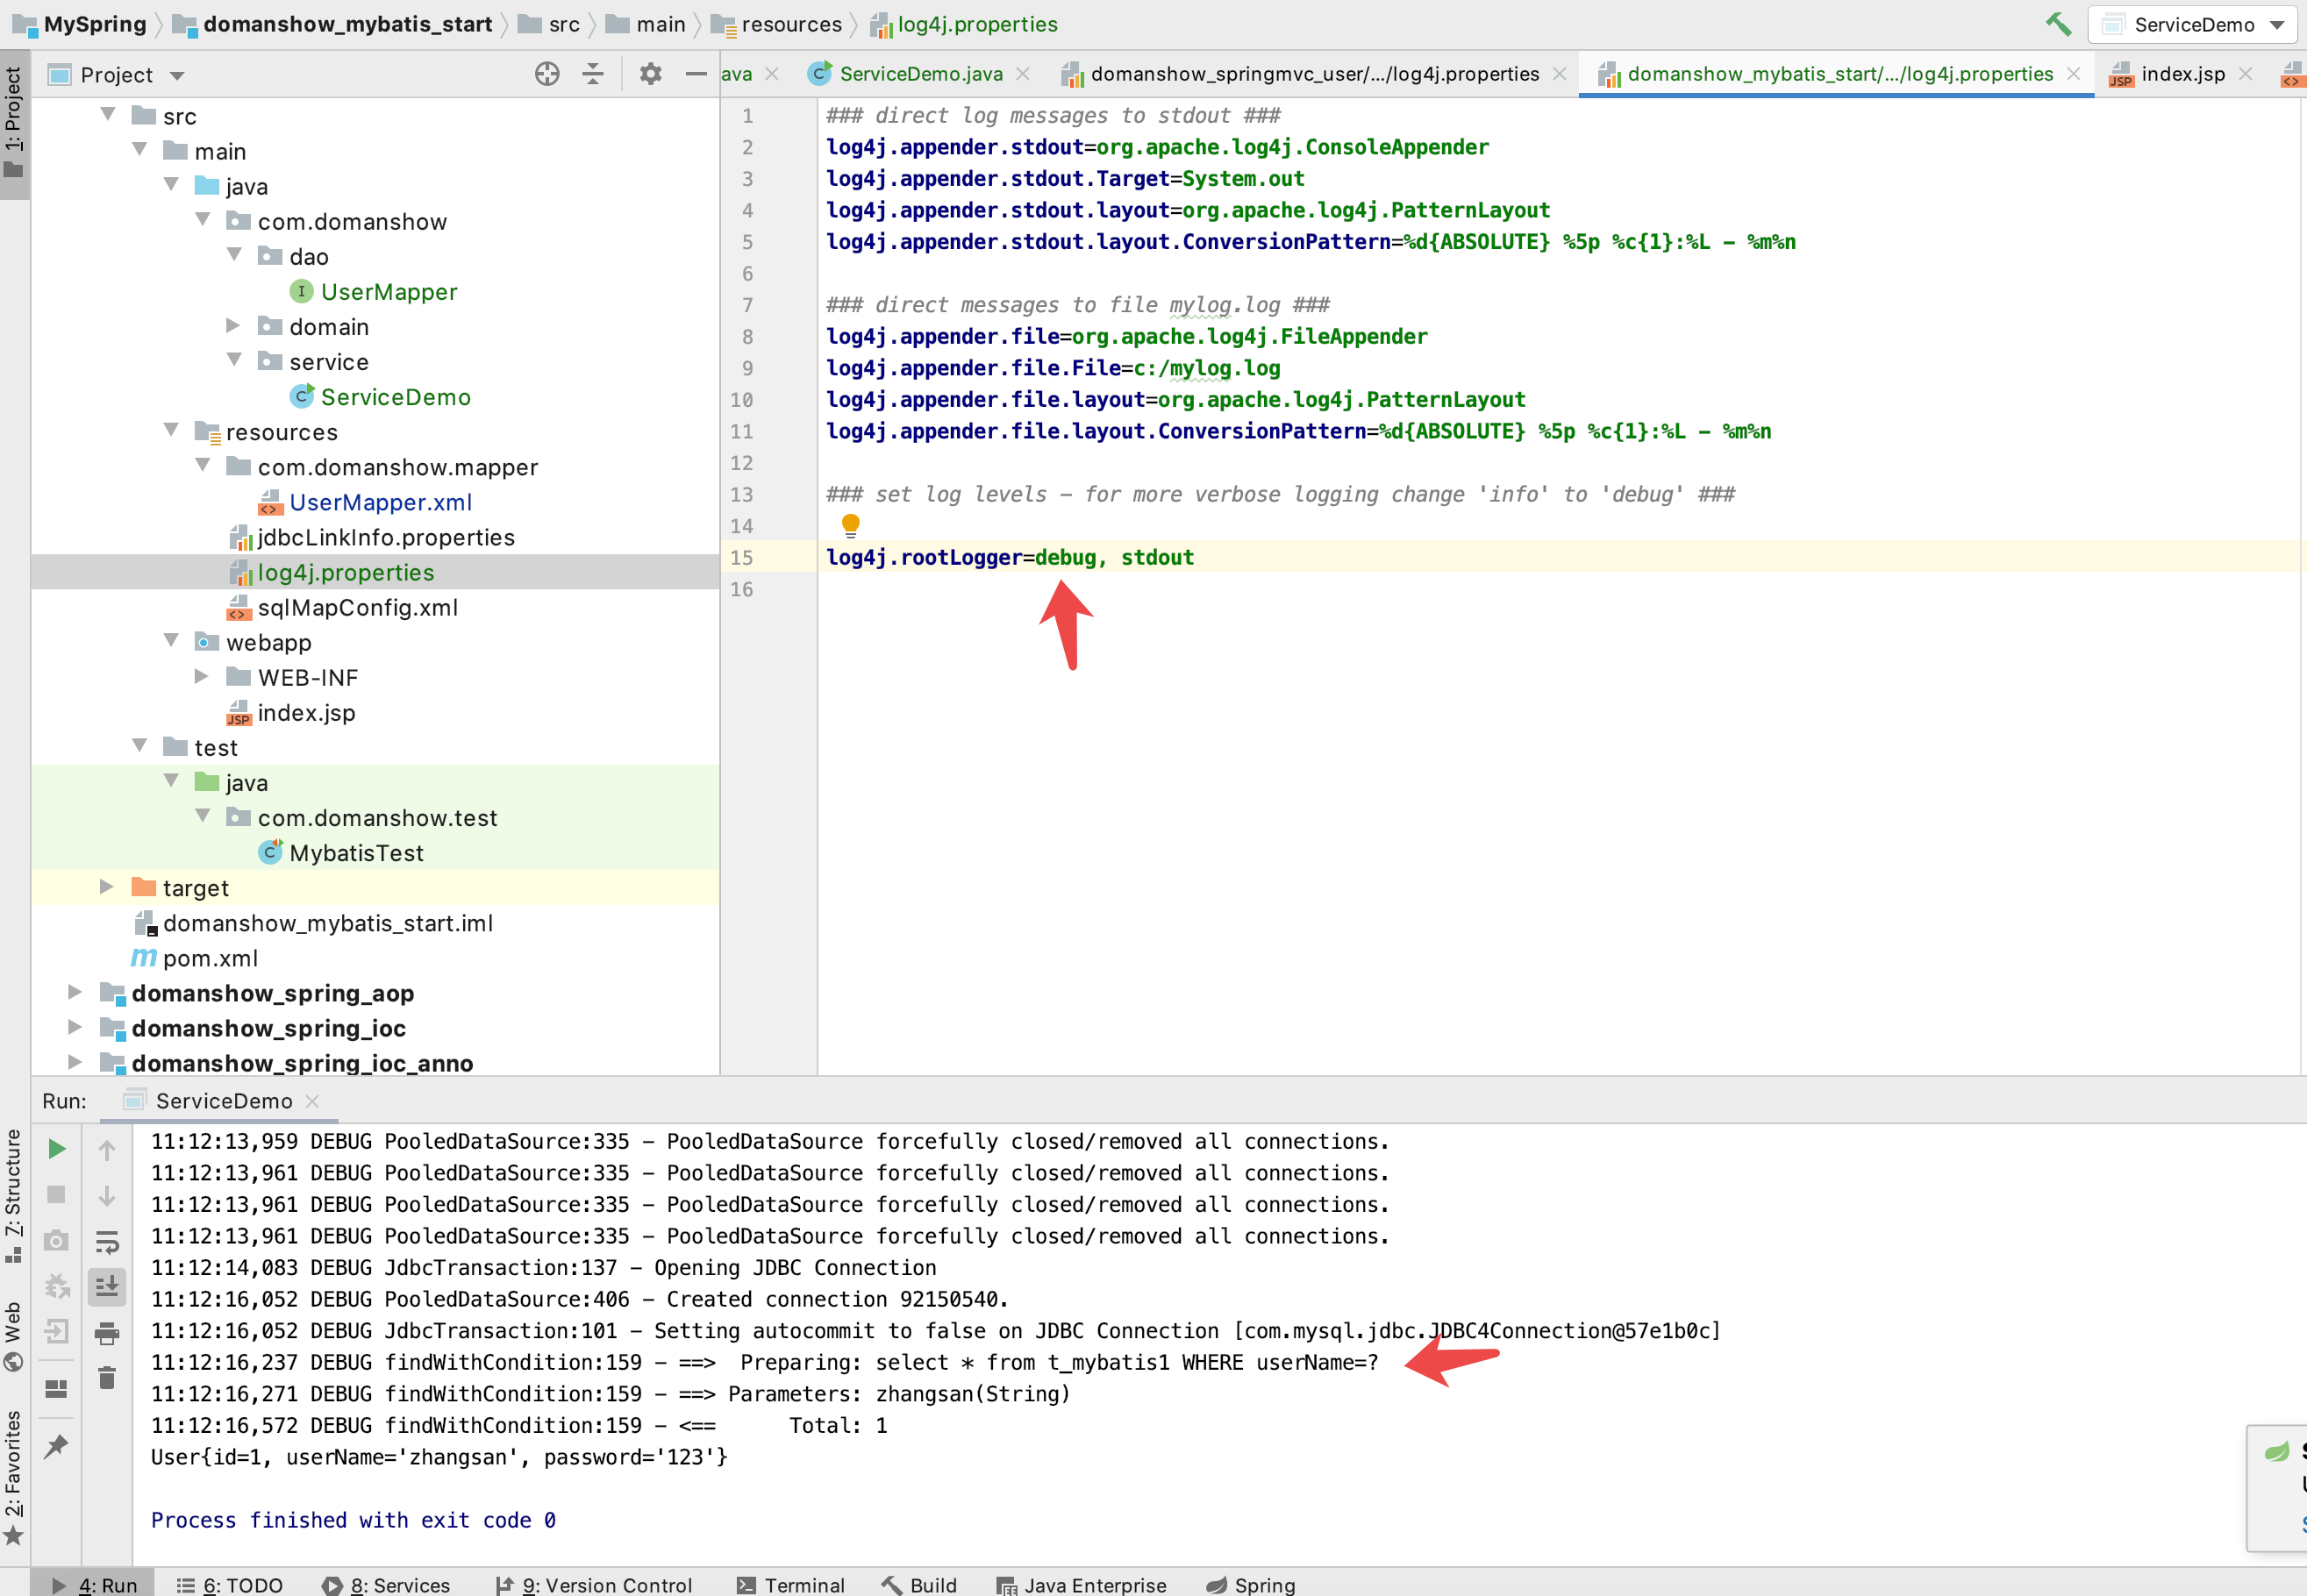 MySpring domanshow_mybatis_start src main resources log4j.properties
ServiceDemo
1: Project
Project
ava
ServiceDemo.java
domanshow_springmvc_user/.../log4j.properties
domanshow_mybatis_start/.../log4j.properties
index.jsp
src
main
java
com.domanshow
dao
UserMapper
domain
service
ServiceDemo
resources
com.domanshow.mapper
UserMapper.xml
jdbcLinkInfo.properties
log4j.properties
sqlMapConfig.xml
webapp
WEB-INF
index.jsp
test
java
com.domanshow.test
MybatisTest
target
domanshow_mybatis_start.iml
pom.xml
domanshow_spring_aop
domanshow_spring_ioc
domanshow_spring_ioc_anno
1 ### direct log messages to stdout ###
2 log4j.appender.stdout=org.apache.log4j.ConsoleAppender
3 log4j.appender.stdout.Target=System.out
4 log4j.appender.stdout.layout=org.apache.log4j.PatternLayout
5 log4j.appender.stdout.layout.ConversionPattern=%d{ABSOLUTE} %5p %c{1}:%L - %m%n
6
7 ### direct messages to file mylog.log ###
8 log4j.appender.file=org.apache.log4j.FileAppender
9 log4j.appender.file.File=c:/mylog.log
10 log4j.appender.file.layout=org.apache.log4j.PatternLayout
11 log4j.appender.file.layout.ConversionPattern=%d{ABSOLUTE} %5p %c{1}:%L - %m%n
12
13 ### set log levels - for more verbose logging change 'info' to 'debug' ###
14
15 log4j.rootLogger=debug, stdout
16
Run: ServiceDemo
11:12:13,959 DEBUG PooledDataSource:335 - PooledDataSource forcefully closed/removed all connections.
11:12:13,961 DEBUG PooledDataSource:335 - PooledDataSource forcefully closed/removed all connections.
11:12:13,961 DEBUG PooledDataSource:335 - PooledDataSource forcefully closed/removed all connections.
11:12:13,961 DEBUG PooledDataSource:335 - PooledDataSource forcefully closed/removed all connections.
11:12:14,083 DEBUG JdbcTransaction:137 - Opening JDBC Connection
11:12:16,052 DEBUG PooledDataSource:406 - Created connection 92150540.
11:12:16,052 DEBUG JdbcTransaction:101 - Setting autocommit to false on JDBC Connection [com.mysql.jdbc.JDBC4Connection@57e1b0c]
11:12:16,237 DEBUG findWithCondition:159 - ==>  Preparing: select * from t_mybatis1 WHERE userName=?
11:12:16,271 DEBUG findWithCondition:159 - ==> Parameters: zhangsan(String)
11:12:16,572 DEBUG findWithCondition:159 - <==      Total: 1
User{id=1, userName='zhangsan', password='123'}
Process finished with exit code 0
7: Structure
Web
2: Favorites
4: Run 6: TODO 8: Services 9: Version Control Terminal Build Java Enterprise Spring